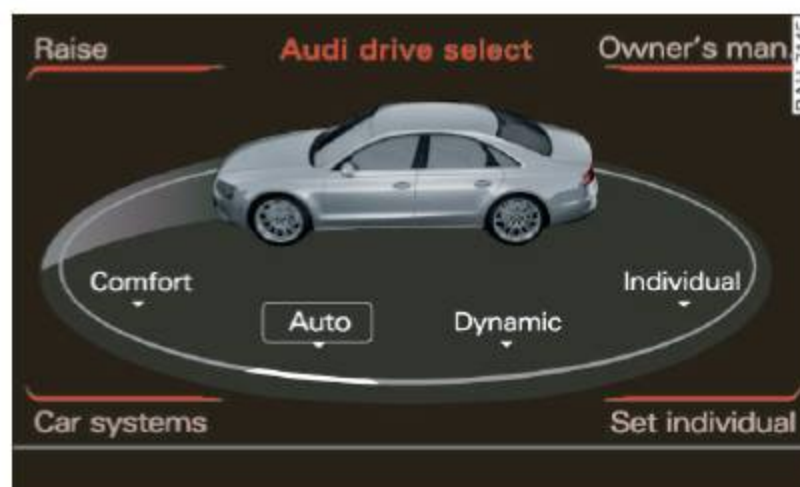 Raise
Audi drive select
Owner's man.
Comfort
Auto
Dynamic
Individual
Car systems
Set individual